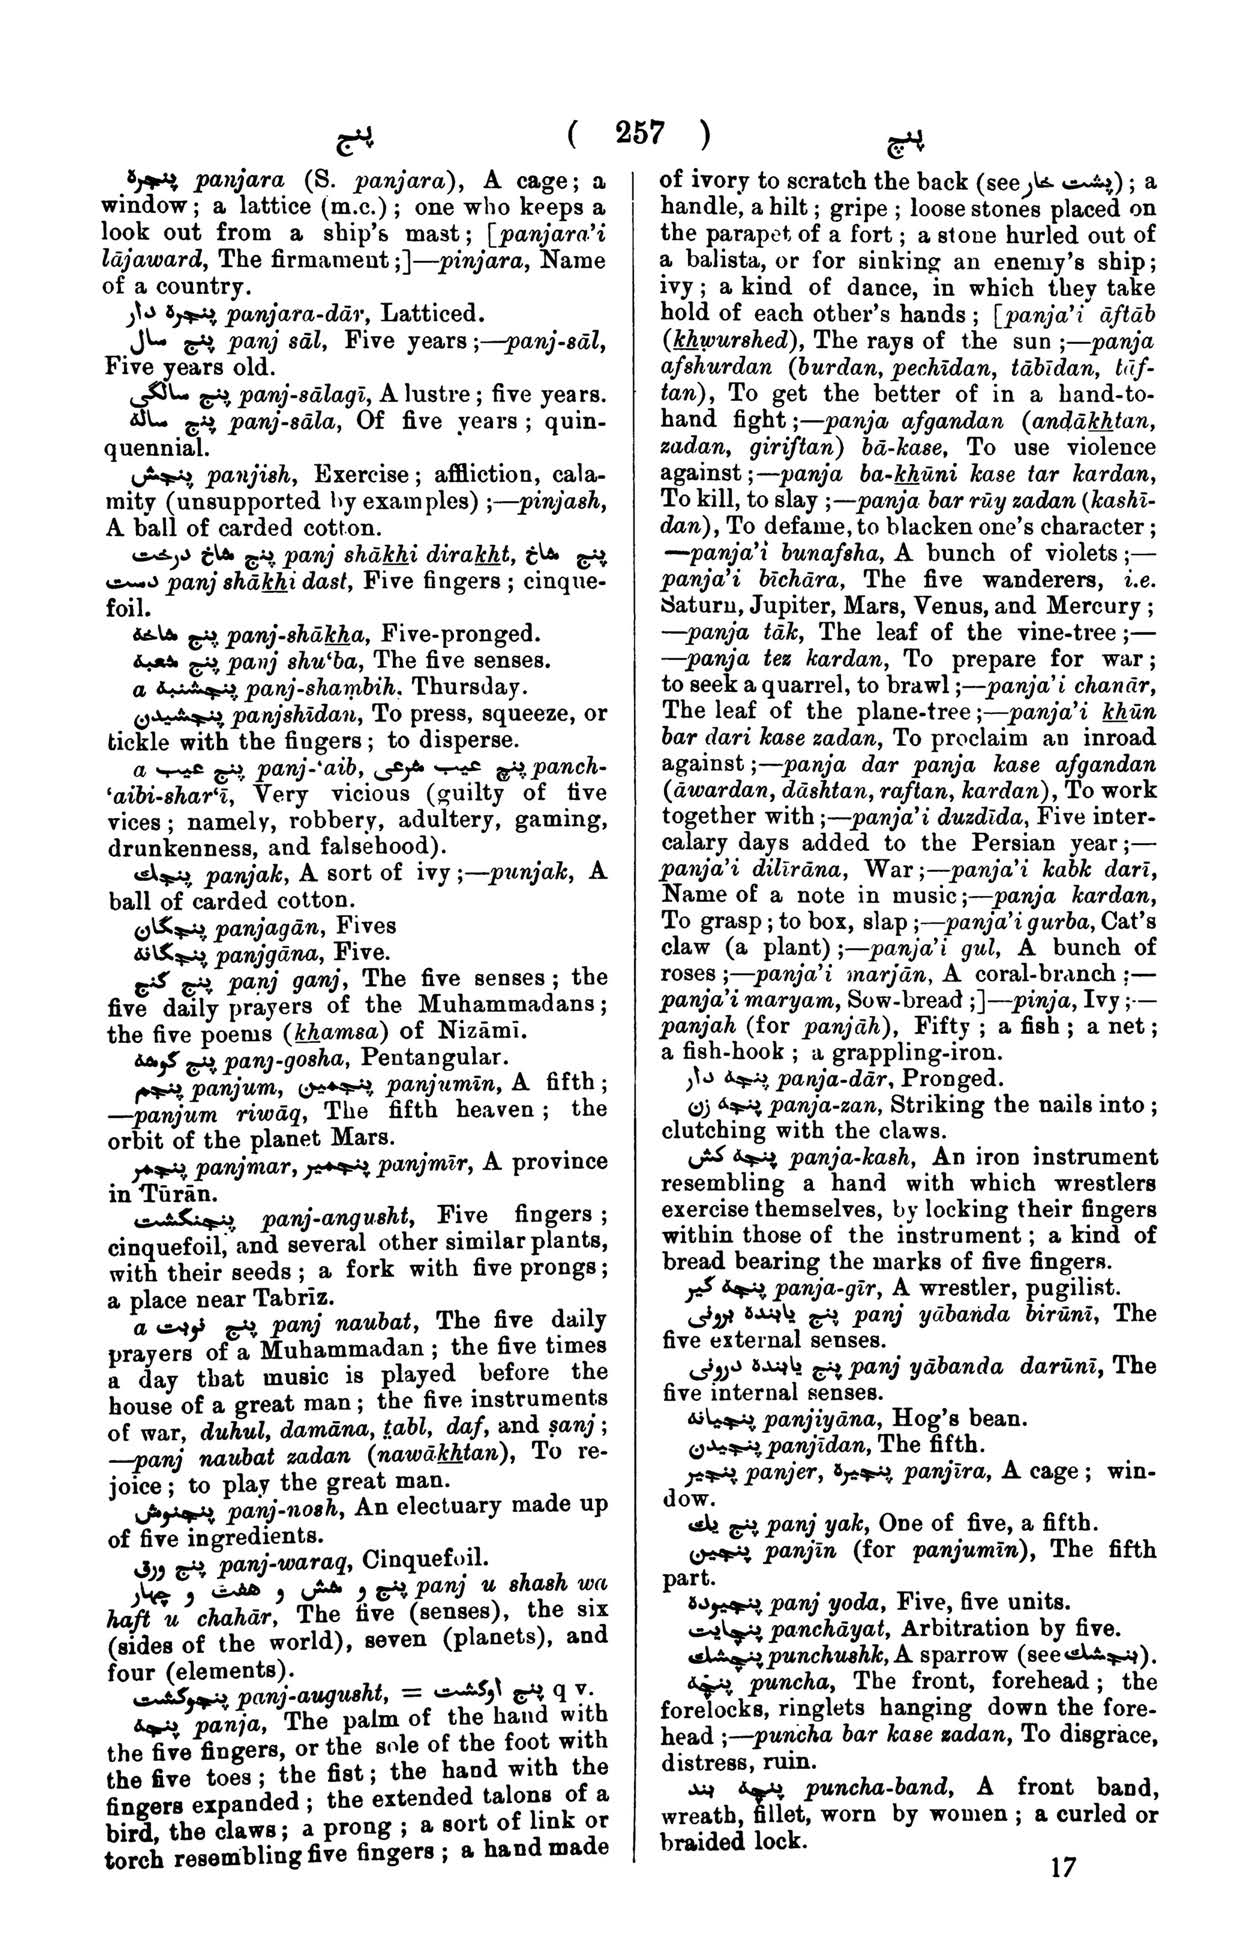 پنج ( 257 ) پنچ
پنجره panjara (S. panjara), A cage; a
window; a lattice (m.c.); one who keeps a
look out from a ship's mast; [panjara'i
lājaward, The firmament;]—pinjara, Name
of a country.
پنجره دار panjara-dār, Latticed.
پنج سال panj sāl, Five years;—panj-sāl,
Five years old.
پنج سالگی panj-sālagī, A lustre; five years.
پنج ساله panj-sāla, Of five years; quin-
quennial.
پنجش panjish, Exercise; affliction, cala-
mity (unsupported by examples);—pinjash,
A ball of carded cotton.
پنج شاخ درخت panj shākhi dirakht, پنج شاخ
دست panj shākhi dast, Five fingers; cinque-
foil.
پنج شاخه panj-shākha, Five-pronged.
پنج شعبه panj shu‘ba, The five senses.
a پنجشنبه panj-shambih, Thursday.
پنجشیدن panjshīdan, To press, squeeze, or
tickle with the fingers; to disperse.
a پنج عیب panj-‘aib, پنچ عیب شرعی panch-
‘aibi-shar‘ī, Very vicious (guilty of five
vices; namely, robbery, adultery, gaming,
drunkenness, and falsehood).
پنجك panjak, A sort of ivy;—punjak, A
ball of carded cotton.
پنجگان panjagān, Fives
پنجگانه panjgāna, Five.
پنج گنج panj ganj, The five senses; the
five daily prayers of the Muhammadans;
the five poems (khamsa) of Nizāmī.
پنج گوشه panj-gosha, Pentangular.
پنجم panjum, پنجمین panjumīn, A fifth;
—panjum riwāq, The fifth heaven; the
orbit of the planet Mars.
پنجمر panjmar, پنجمیر panjmīr, A province
in Tūrān.
پنجنگشت panj-angusht, Five fingers;
cinquefoil, and several other similar plants,
with their seeds; a fork with five prongs;
a place near Tabrīz.
a پنج نوبت panj naubat, The five daily
prayers of a Muhammadan; the five times
a day that music is played before the
house of a great man; the five instruments
of war, duhul, damāna, ṭabl, daf, and ṣanj;
—panj naubat zadan (nawākhtan), To re-
joice; to play the great man.
پنجنوش panj-nosh, An electuary made up
of five ingredients.
پنج ورق panj-waraq, Cinquefoil.
پنج و شش و هفت و چهار panj u shash wa
haft u chahār, The five (senses), the six
(sides of the world), seven (planets), and
four (elements).
پنجوگشت panj-augusht, = پنج اوگشت q v.
پنجه panja, The palm of the hand with
the five fingers, or the sole of the foot with
the five toes; the fist; the hand with the
fingers expanded; the extended talons of a
bird, the claws; a prong; a sort of link or
torch resembling five fingers; a hand made
of ivory to scratch the back (see پشت خار); a
handle, a hilt; gripe; loose stones placed on
the parapet of a fort; a stone hurled out of
a balista, or for sinking an enemy's ship;
ivy; a kind of dance, in which they take
hold of each other's hands; [panja'i āftāb
(khwurshed), The rays of the sun;—panja
afshurdan (burdan, pechīdan, tābīdan, tāf-
tan), To get the better of in a hand-to-
hand fight;—panja afgandan (andākhtan,
zadan, giriftan) bā-kase, To use violence
against;—panja ba-khūni kase tar kardan,
To kill, to slay;—panja bar rūy zadan (kashī-
dan), To defame, to blacken one's character;
—panja'i bunafsha, A bunch of violets;—
panja'i bīchāra, The five wanderers, i.e.
Saturn, Jupiter, Mars, Venus, and Mercury;
—panja tāk, The leaf of the vine-tree;—
—panja tez kardan, To prepare for war;
to seek a quarrel, to brawl;—panja'i chanār,
The leaf of the plane-tree;—panja'i khūn
bar dari kase zadan, To proclaim an inroad
against;—panja dar panja kase afgandan
(āwardan, dāshtan, raftan, kardan), To work
together with;—panja'i duzdīda, Five inter-
calary days added to the Persian year;—
panja'i dilīrāna, War;—panja'i kabk darī,
Name of a note in music;—panja kardan,
To grasp; to box, slap;—panja'i gurba, Cat's
claw (a plant);—panja'i gul, A bunch of
roses;—panja'i marjān, A coral-branch;—
panja'i maryam, Sow-bread;]—pinja, Ivy;—
panjah (for panjāh), Fifty; a fish; a net;
a fish-hook; a grappling-iron.
پنجه دار panja-dār, Pronged.
پنجه زن panja-zan, Striking the nails into;
clutching with the claws.
پنجه کش panja-kash, An iron instrument
resembling a hand with which wrestlers
exercise themselves, by locking their fingers
within those of the instrument; a kind of
bread bearing the marks of five fingers.
پنجه گیر panja-gīr, A wrestler, pugilist.
پنج یابنده برونی panj yābanda birūnī, The
five external senses.
پنج یابنده درونی panj yābanda darūnī, The
five internal senses.
پنجیانه panjiyāna, Hog's bean.
پنجیدن panjīdan, The fifth.
پنجیر panjer, پنجیره panjīra, A cage; win-
dow.
پنج یك panj yak, One of five, a fifth.
پنجین panjīn (for panjumīn), The fifth
part.
پنجیوده panj yoda, Five, five units.
پنچایت panchāyat, Arbitration by five.
پنچشك punchushk, A sparrow (see بنجشك).
پنچه puncha, The front, forehead; the
forelocks, ringlets hanging down the fore-
head;—puncha bar kase zadan, To disgrace,
distress, ruin.
پنچه بند puncha-band, A front band,
wreath, fillet, worn by women; a curled or
braided lock.
17